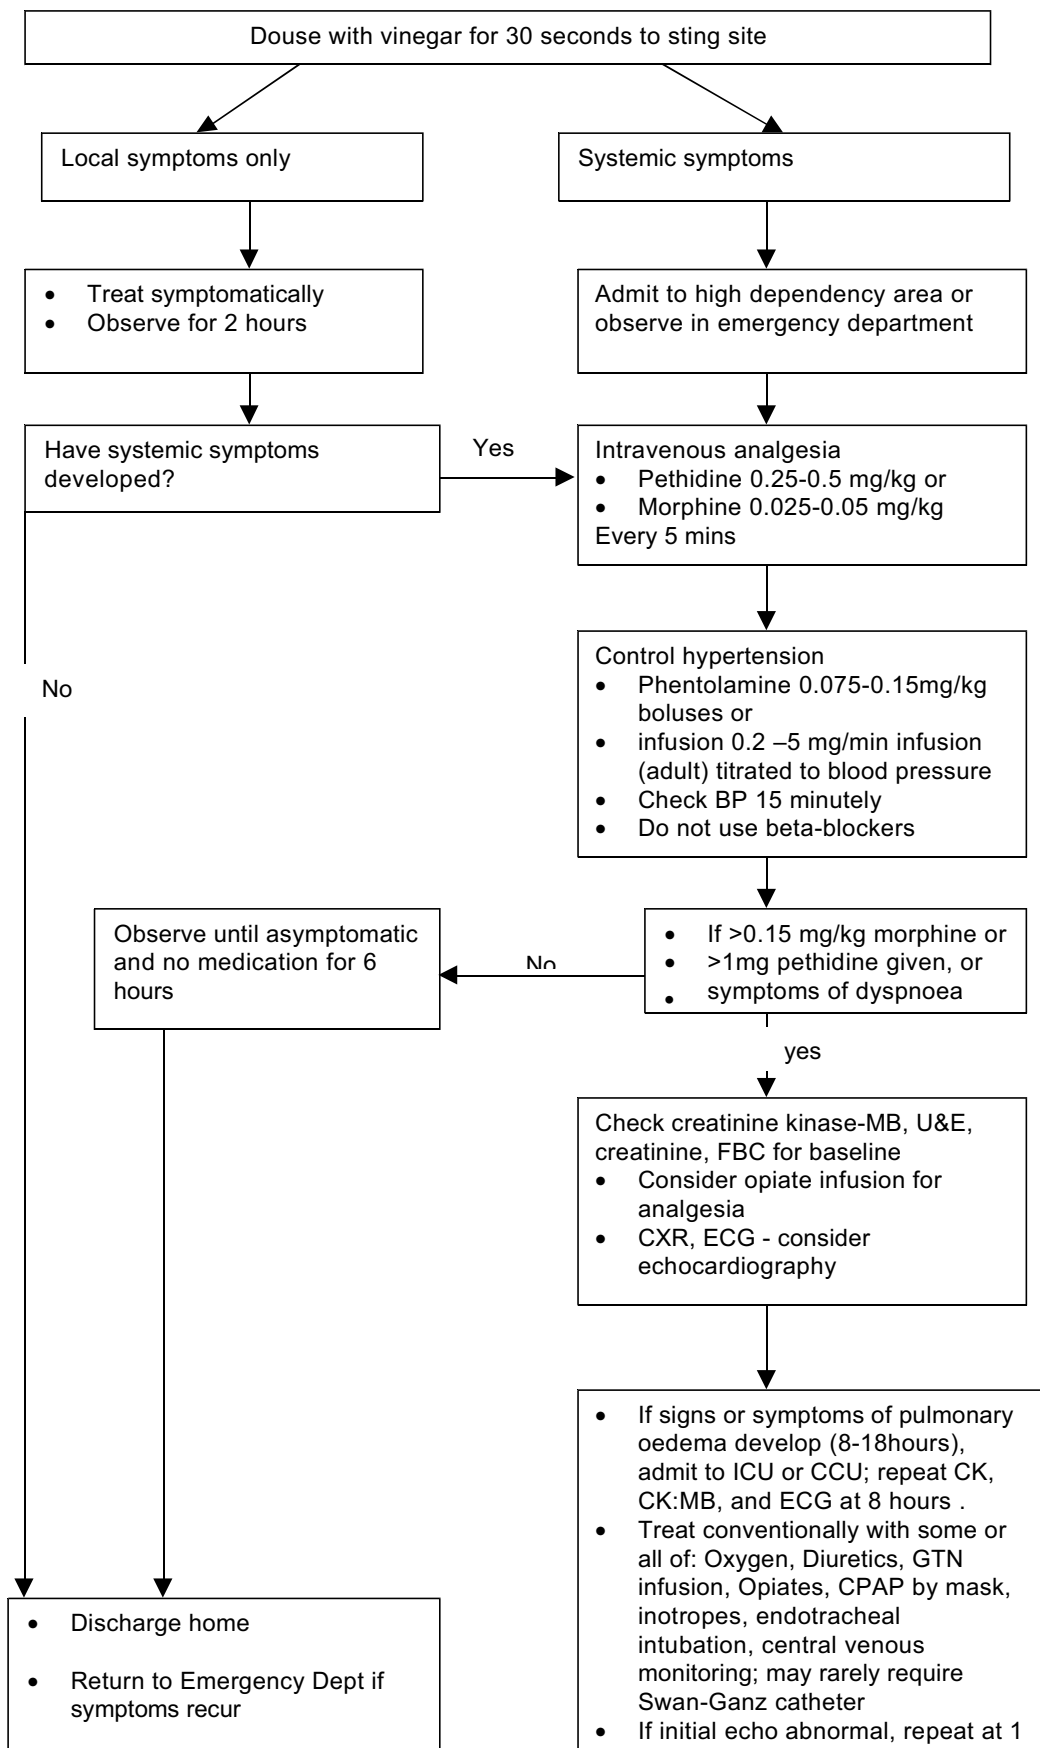 Douse with vinegar for 30 seconds to sting site
Local symptoms only
Systemic symptoms
• Treat symptomatically
• Observe for 2 hours
Admit to high dependency area or
observe in emergency department
Have systemic symptoms
developed?
Yes
Intravenous analgesia
• Pethidine 0.25-0.5 mg/kg or
• Morphine 0.025-0.05 mg/kg
Every 5 mins
No
Control hypertension
• Phentolamine 0.075-0.15mg/kg
boluses or
• infusion 0.2 –5 mg/min infusion
(adult) titrated to blood pressure
• Check BP 15 minutely
• Do not use beta-blockers
Observe until asymptomatic
and no medication for 6
hours
No
• If >0.15 mg/kg morphine or
• >1mg pethidine given, or
• symptoms of dyspnoea
yes
Check creatinine kinase-MB, U&E,
creatinine, FBC for baseline
• Consider opiate infusion for
analgesia
• CXR, ECG - consider
echocardiography
• If signs or symptoms of pulmonary
oedema develop (8-18hours),
admit to ICU or CCU; repeat CK,
CK:MB, and ECG at 8 hours .
• Treat conventionally with some or
all of: Oxygen, Diuretics, GTN
infusion, Opiates, CPAP by mask,
inotropes, endotracheal
intubation, central venous
monitoring; may rarely require
Swan-Ganz catheter
• If initial echo abnormal, repeat at 1
• Discharge home
• Return to Emergency Dept if
symptoms recur